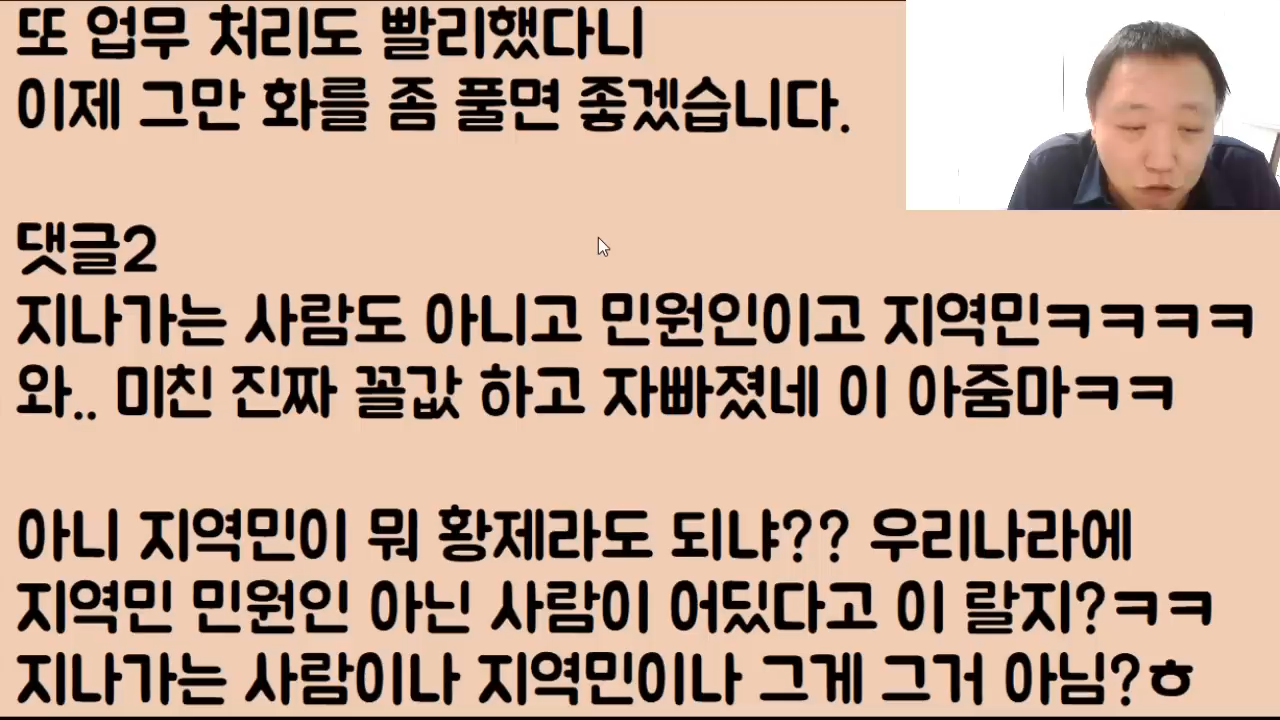 또 업무 처리도 빨리했다니
이제 그만 화를 좀 풀면 좋겠습니다.
댓글2
지나가는 사람도 아니고 민원인이고 지역민ㅋㅋㅋㅋ
와.. 미친 진짜 꼴값 하고 자빠졌네 이 아줌마ㅋㅋ
아니 지역민이 뭐 황제라도 되냐?? 우리나라에
지역민 민원인 아닌 사람이 어딨다고 이 랄지?ㅋㅋ
지나가는 사람이나 지역민이나 그게 그거 아님?ㅎ